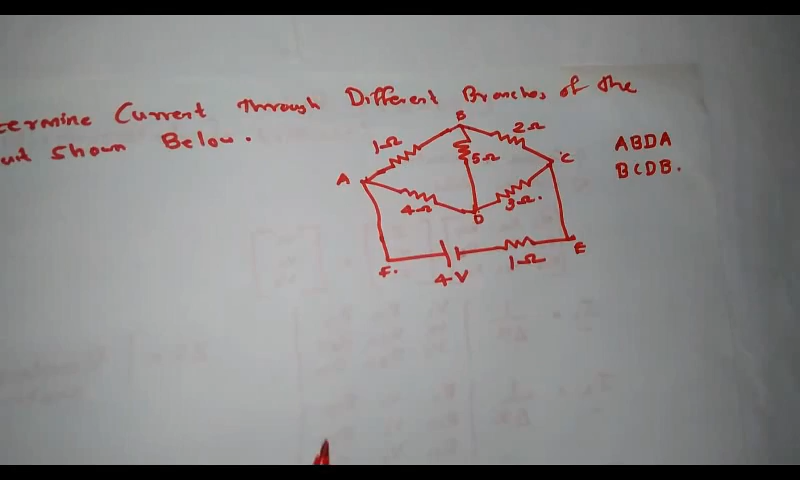 termine Current Through Different Branches of the
uit Shown Below.
B
1Ω
2Ω
5Ω
A
C
4Ω
3Ω.
D
F.
4V
1Ω
E
ABDA
BCDB.